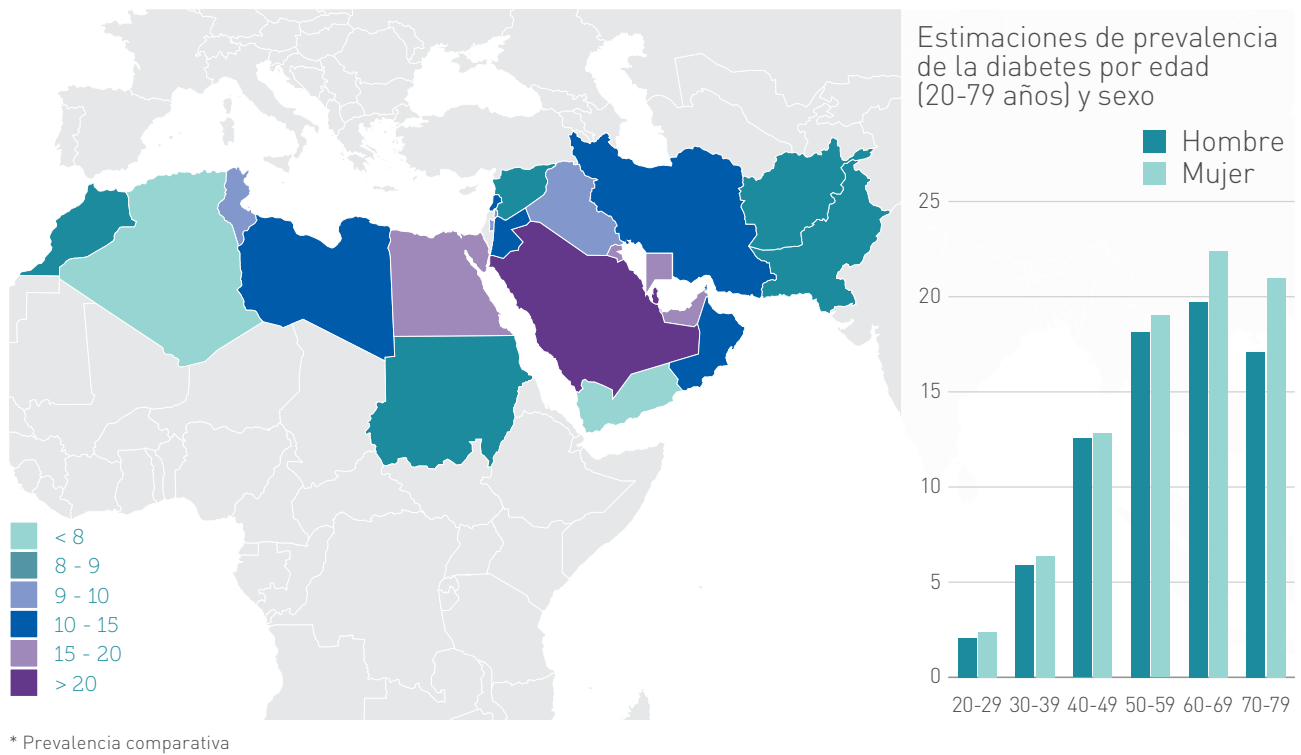 Estimaciones de prevalencia
de la diabetes por edad
(20-79 años) y sexo
Hombre
Mujer
25
20
15
10
5
0
20-29 30-39 40-49 50-59 60-69 70-79
< 8
8 - 9
9 - 10
10 - 15
15 - 20
> 20
* Prevalencia comparativa